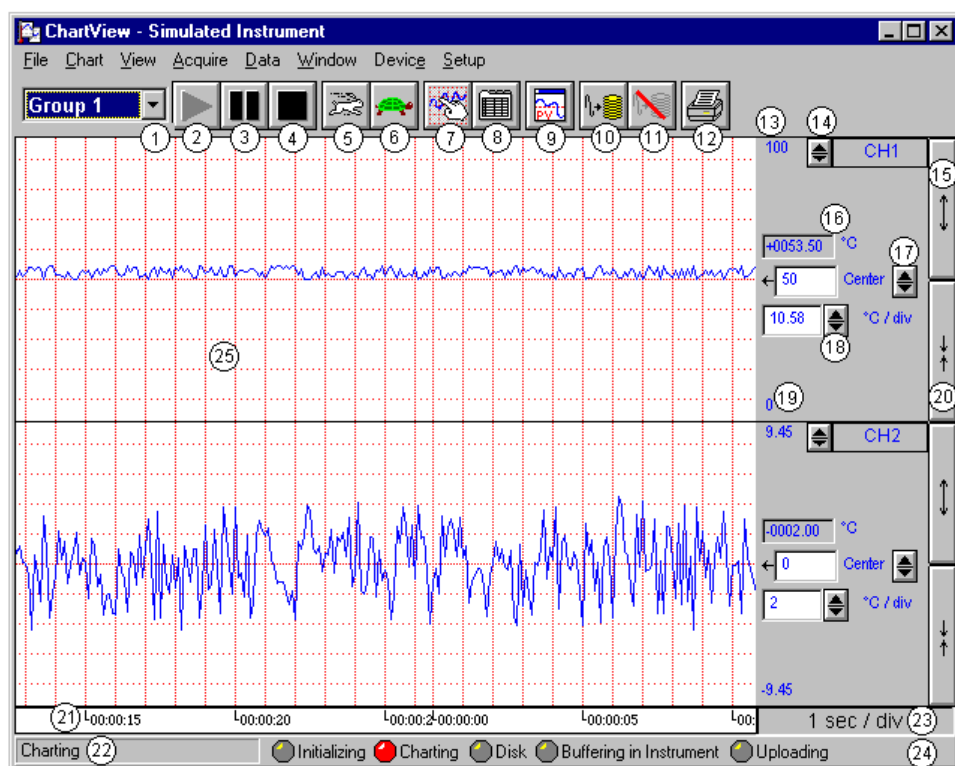 ChartView - Simulated Instrument
File Chart View Acquire Data Window Device Setup
Group 1
PV
1 2 3 4 5 6 7 8 9 10 11 12 13 14
100 CH1
15
16
+0053.50 °C
17
50 Center
10.58 °C / div
18
25
0 19
20
9.45 CH2
-0002.00 °C
0 Center
2 °C / div
-9.45
21 00:00:15 00:00:20 00:00:2 00:00:00 00:00:05 00: 1 sec / div 23
Charting 22 Initializing Charting Disk Buffering in Instrument Uploading 24